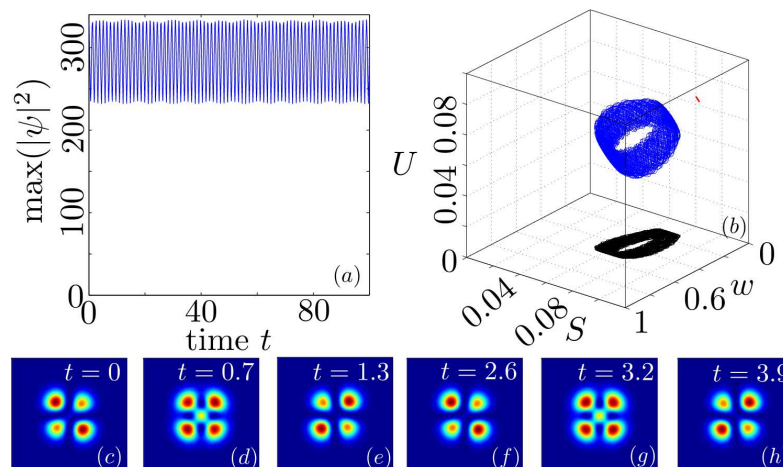 max(|ψ|²)
300
200
100
0
0 40 80
time t
(a)
U
0.08
0.04
0
0.04
0.08
S
1
0.6
w
0
(b)
t = 0
(c)
t = 0.7
(d)
t = 1.3
(e)
t = 2.6
(f)
t = 3.2
(g)
t = 3.9
(h)